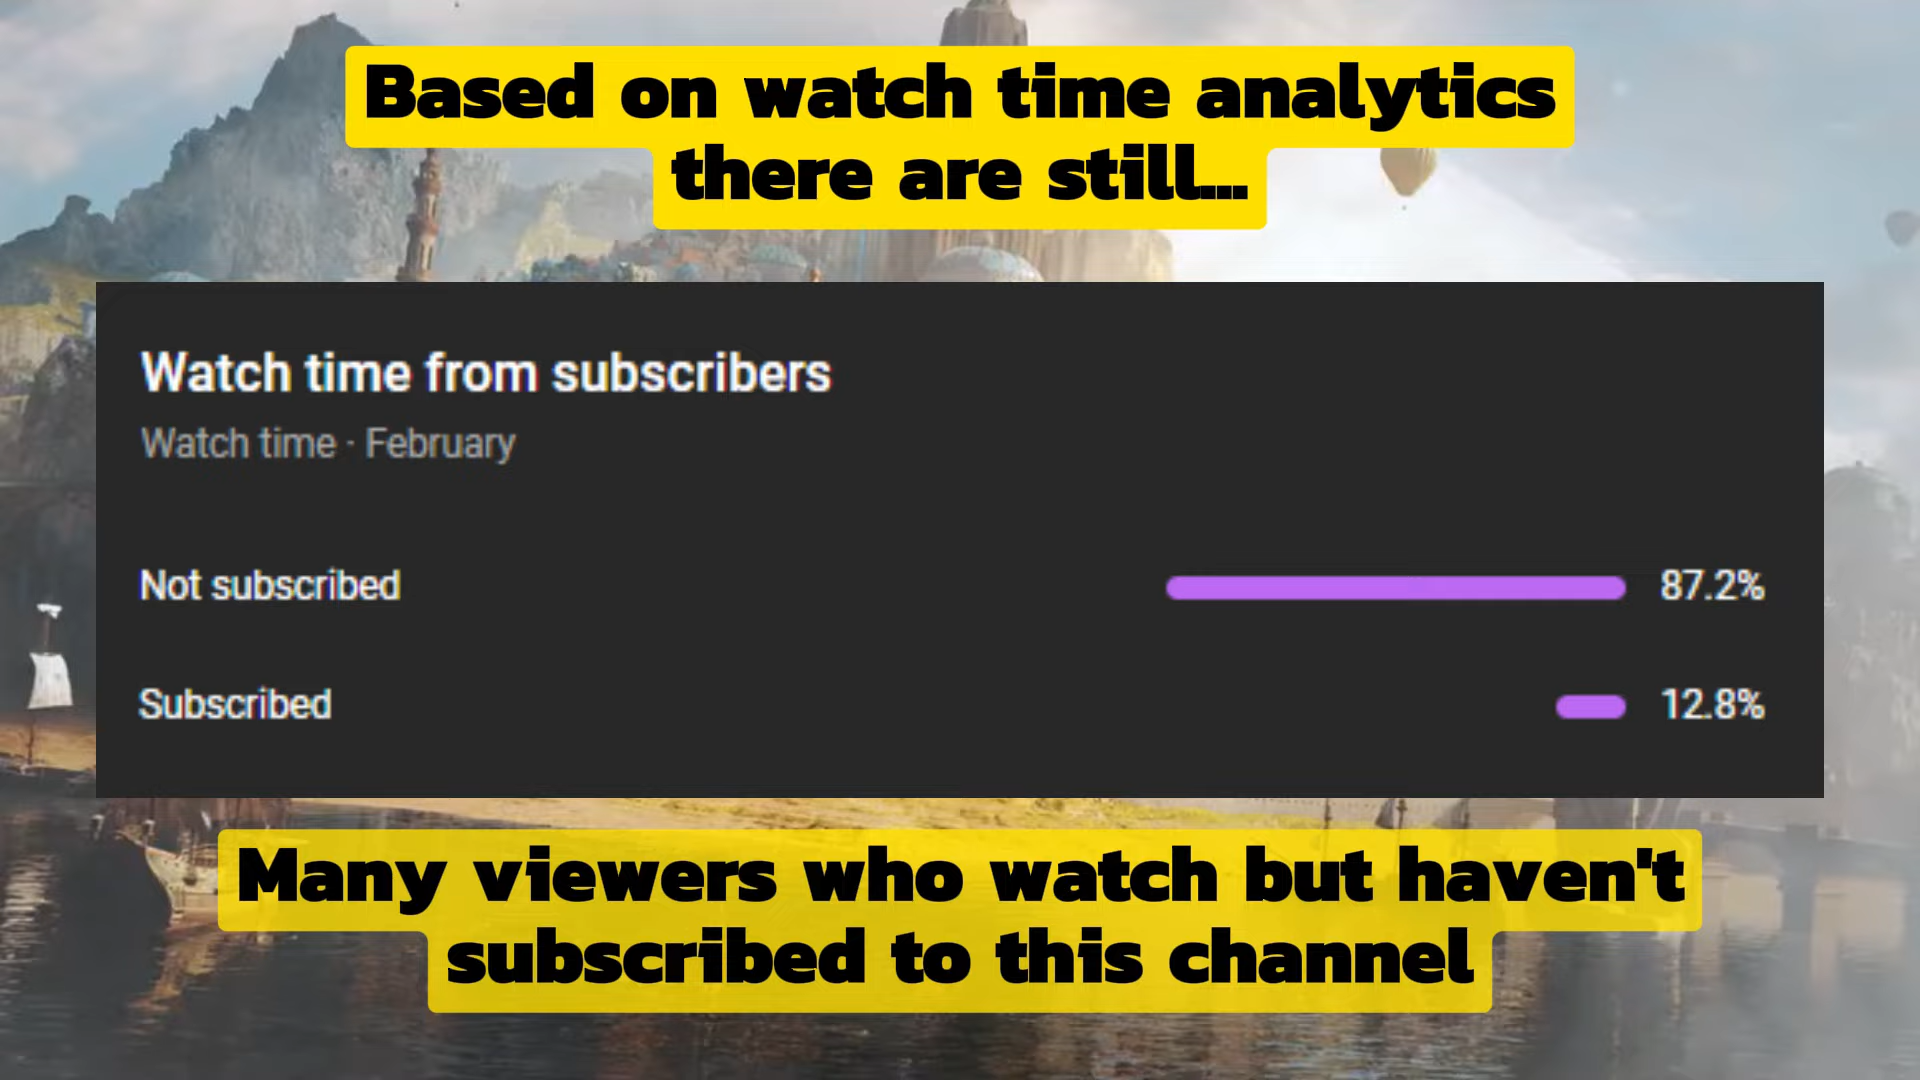 Based on watch time analytics
there are still...
Watch time from subscribers
Watch time · February
Not subscribed 87.2%
Subscribed 12.8%
Many viewers who watch but haven't
subscribed to this channel